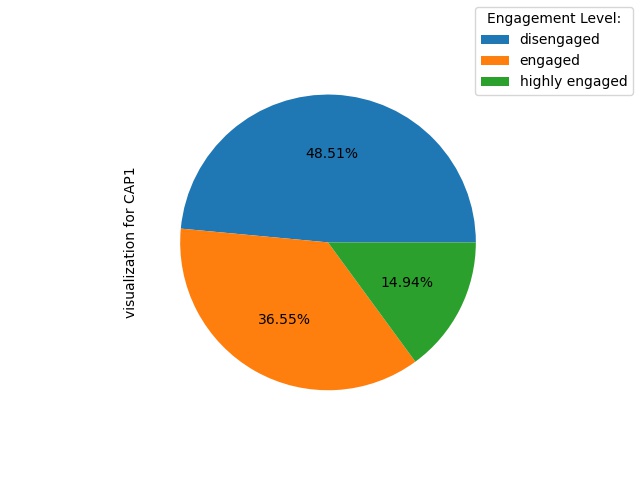 Engagement Level:
disengaged
engaged
highly engaged
48.51%
visualization for CAP1
14.94%
36.55%